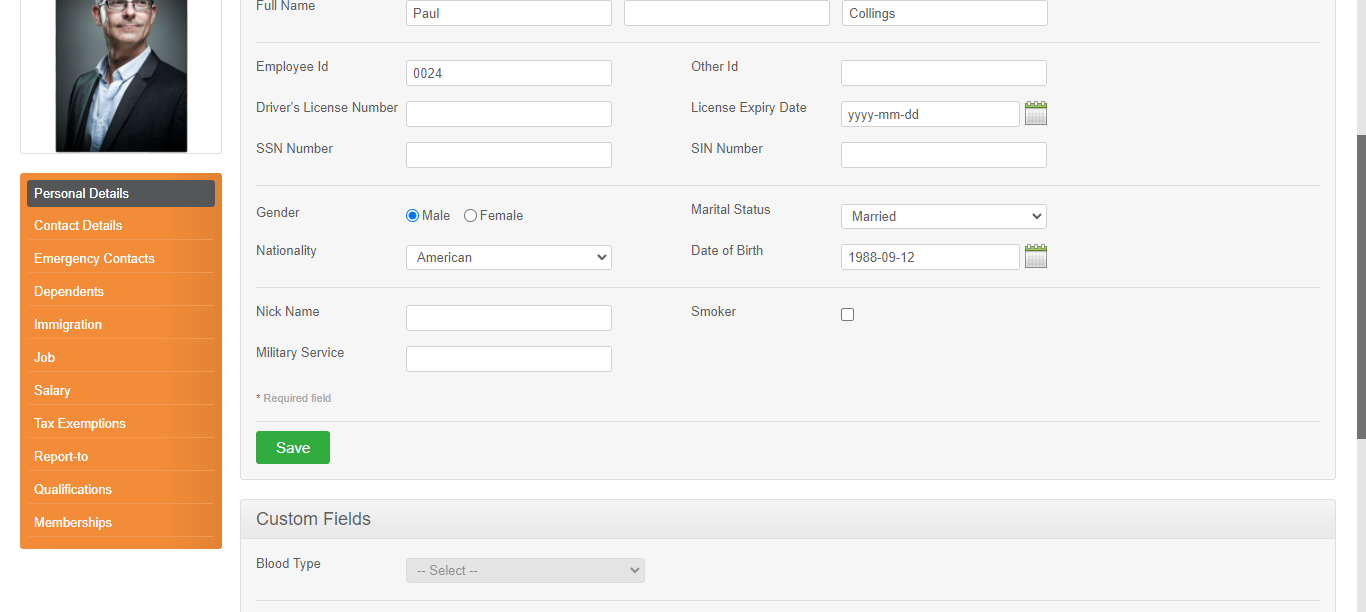 Full Name Paul Collings
Employee Id 0024 Other Id
Driver's License Number License Expiry Date yyyy-mm-dd
SSN Number SIN Number
Gender Male Female Marital Status Married
Nationality American Date of Birth 1988-09-12
Nick Name Smoker
Military Service
* Required field
Save
Personal Details
Contact Details
Emergency Contacts
Dependents
Immigration
Job
Salary
Tax Exemptions
Report-to
Qualifications
Memberships
Custom Fields
Blood Type -- Select --